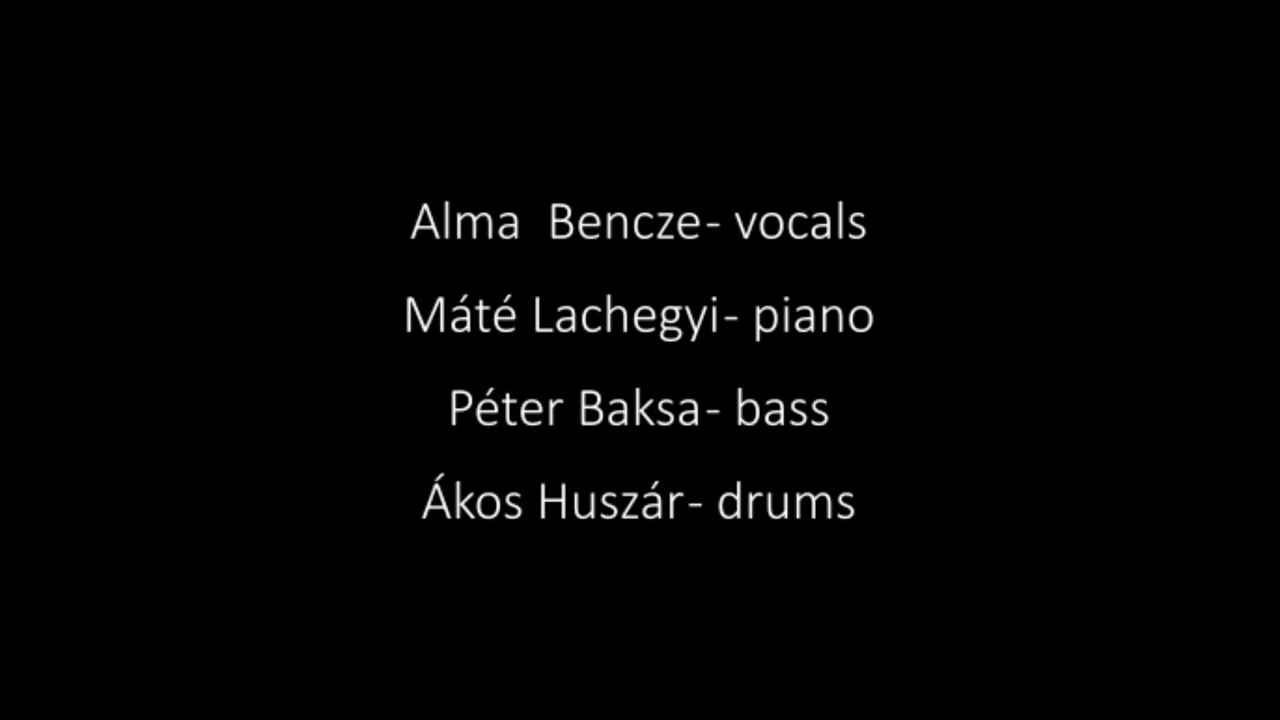 Alma  Bencze- vocals
Máté Lachegyi- piano
Péter Baksa- bass
Ákos Huszár- drums